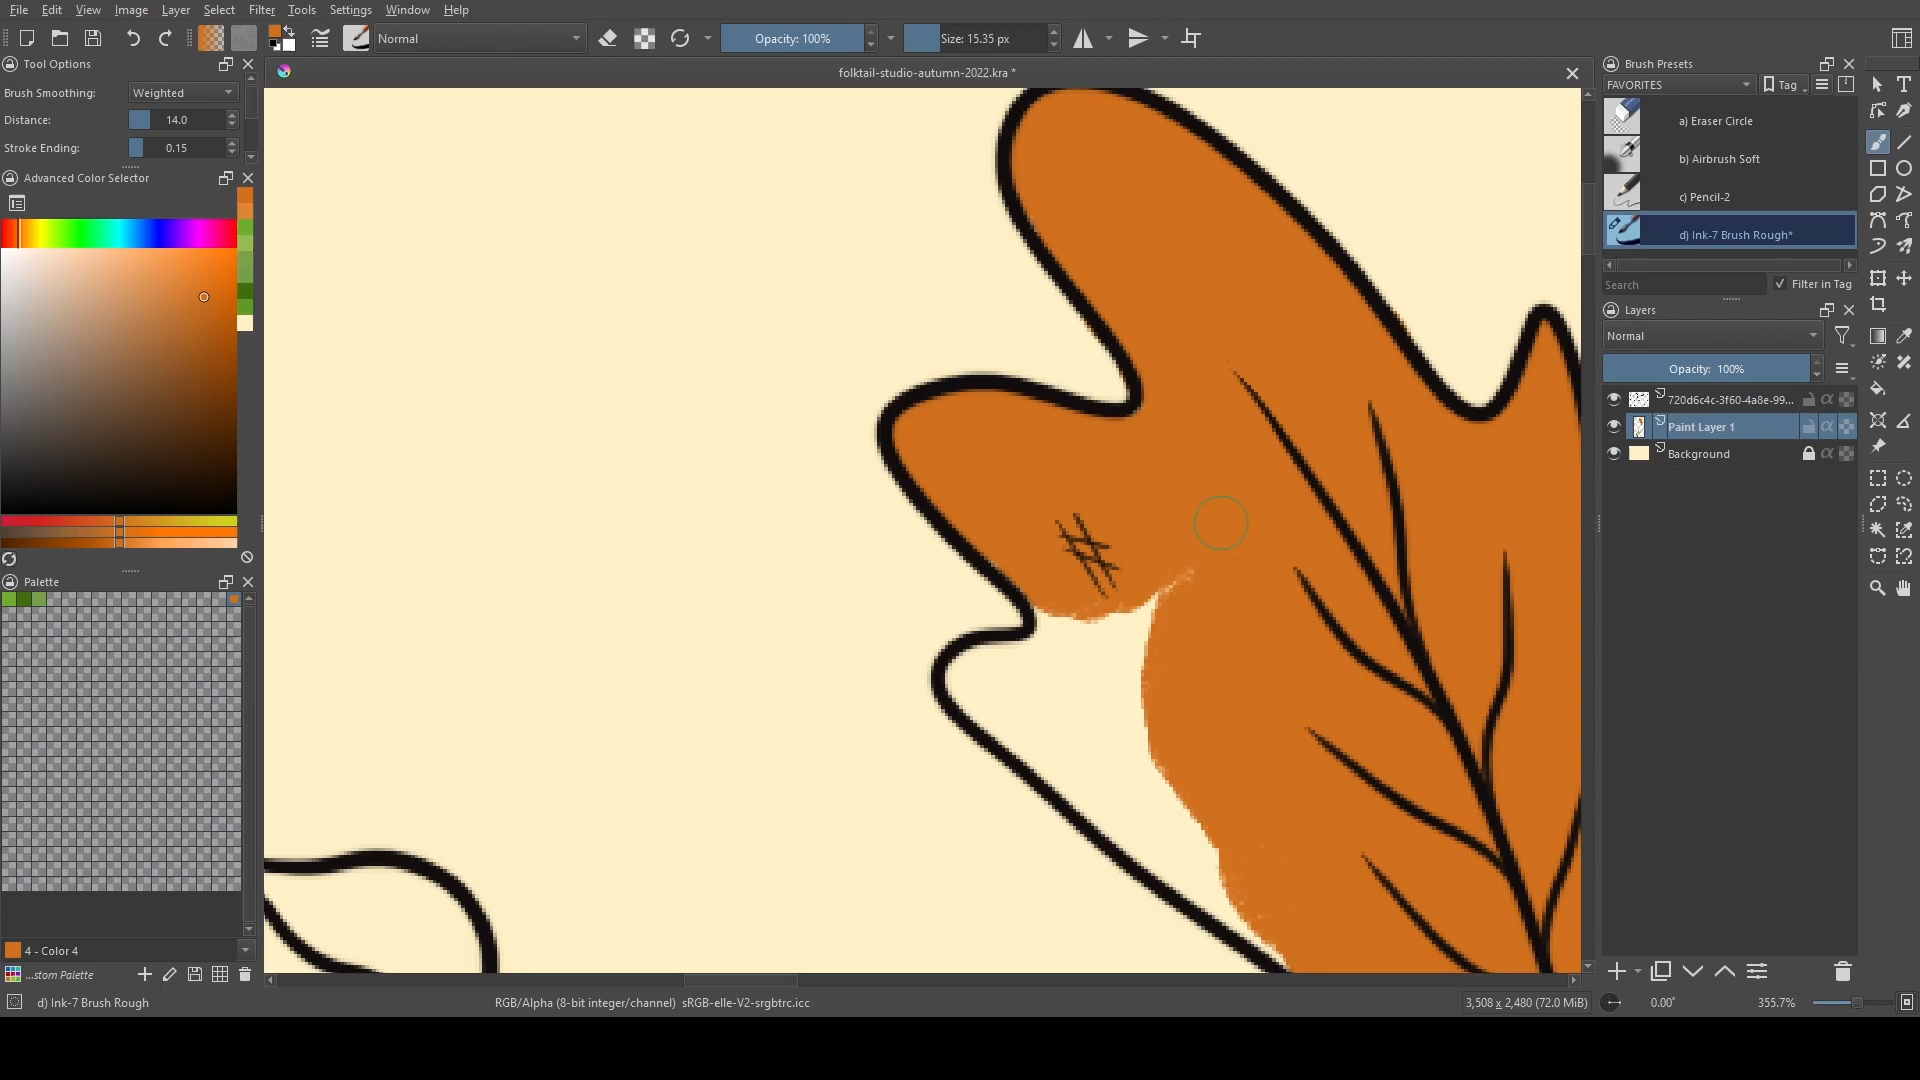 File Edit View Image Layer Select Filter Tools Settings Window Help
Normal
Opacity: 100%
Size: 15.35 px
Tool Options
Brush Smoothing: Weighted
Distance: 14.0
Stroke Ending: 0.15
Advanced Color Selector
Palette
4 - Color 4
...stom Palette
folktail-studio-autumn-2022.kra *
Brush Presets
FAVORITES
Tag
a) Eraser Circle
b) Airbrush Soft
c) Pencil-2
d) Ink-7 Brush Rough*
Search
Filter in Tag
Layers
Normal
Opacity: 100%
720d6c4c-3f60-4a8e-99...
Paint Layer 1
Background
d) Ink-7 Brush Rough
RGB/Alpha (8-bit integer/channel) sRGB-elle-V2-srgbtrc.icc
3,508 x 2,480 (72.0 MiB)
0.00°
355.7%